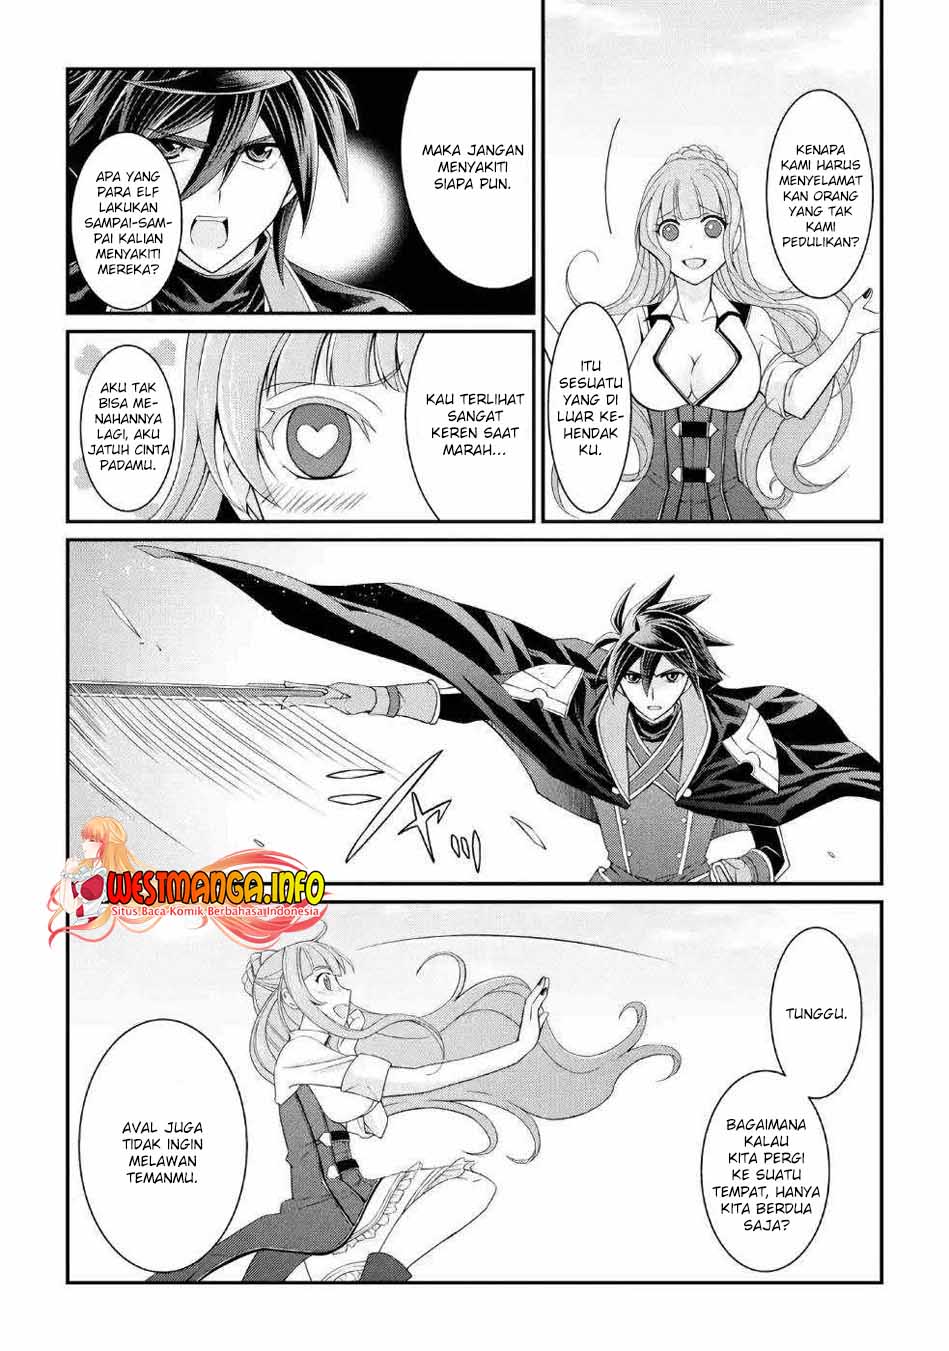 KENAPA
KAMI HARUS
MENYELAMAT
KAN ORANG
YANG TAK
KAMI
PEDULIKAN?
ITU
SESUATU
YANG DI
LUAR KE-
HENDAK
KU.
MAKA JANGAN
MENYAKITI
SIAPA PUN.
APA YANG
PARA ELF
LAKUKAN
SAMPAI-SAM-
PAI KALIAN
MENYAKITI
MEREKA?
KAU TERLIHAT
SANGAT
KEREN SAAT
MARAH...
AKU TAK
BISA ME-
NAHANNYA
LAGI, AKU
JATUH CINTA
PADAMU.
WESTMANGA.INFO
Situs Baca Komik Berbahasa Indonesia
TUNGGU.
BAGAIMANA
KALAU
KITA PERGI
KE SUATU
TEMPAT, HANYA
KITA BERDUA
SAJA?
AVAL JUGA
TIDAK INGIN
MELAWAN
TEMANMU.